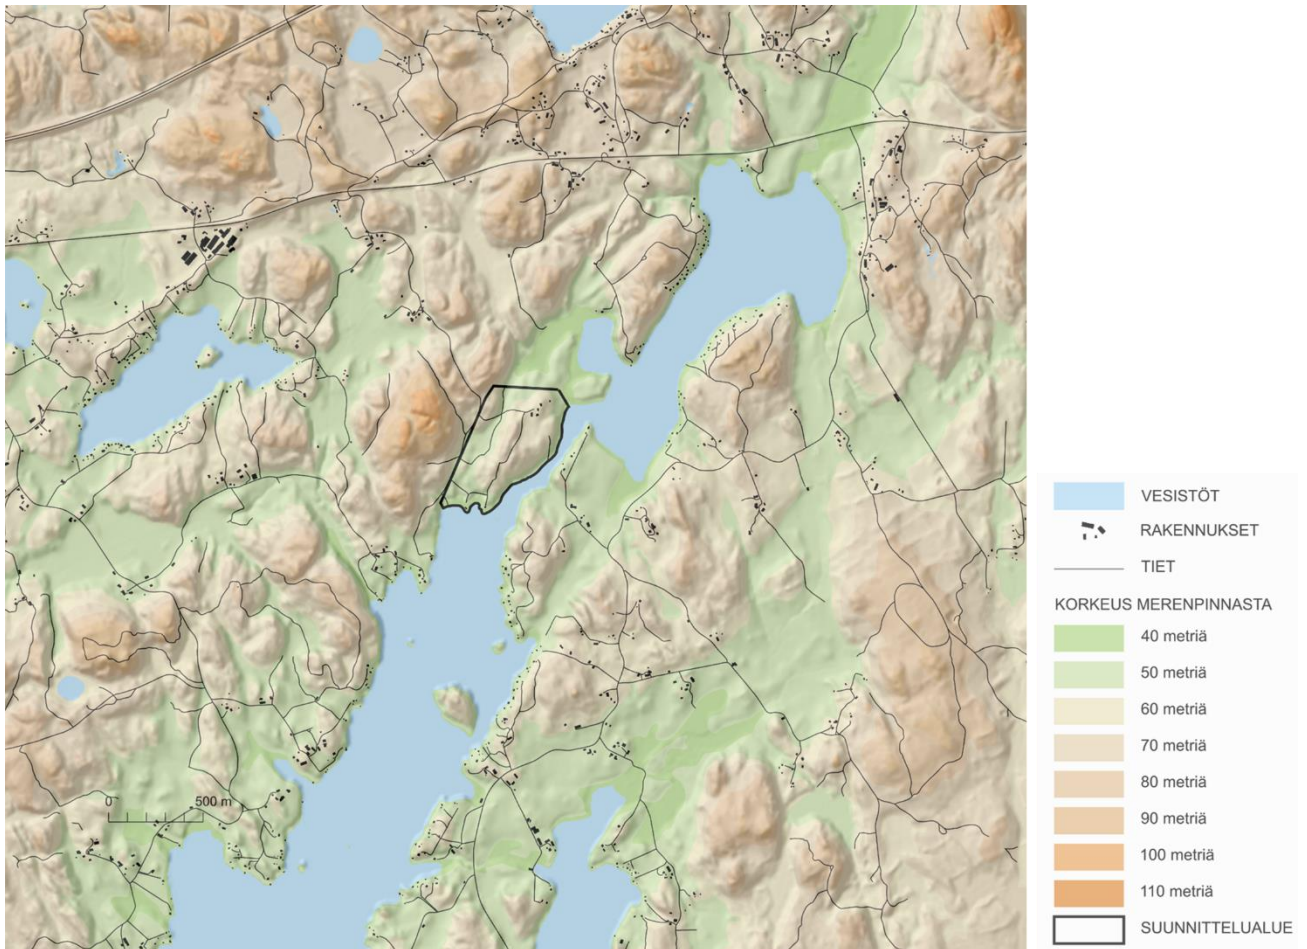 0
500 m
VESISTÖT
RAKENNUKSET
TIET
KORKEUS MERENPINNASTA
40 metriä
50 metriä
60 metriä
70 metriä
80 metriä
90 metriä
100 metriä
110 metriä
SUUNNITTELUALUE